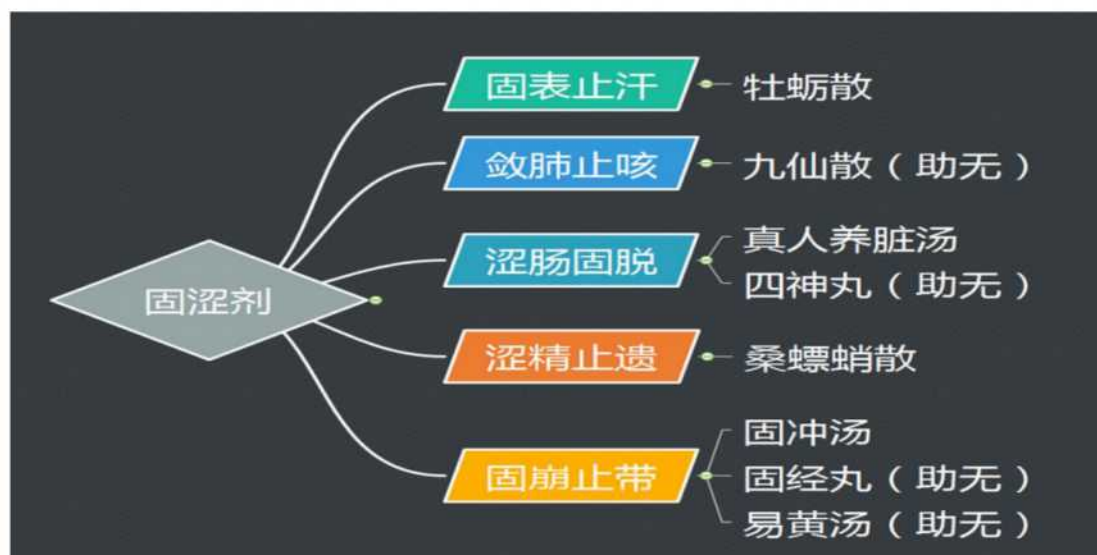 固涩剂
固表止汗
牡蛎散
敛肺止咳
九仙散（助无）
涩肠固脱
真人养脏汤
四神丸（助无）
涩精止遗
桑螵蛸散
固崩止带
固冲汤
固经丸（助无）
易黄汤（助无）